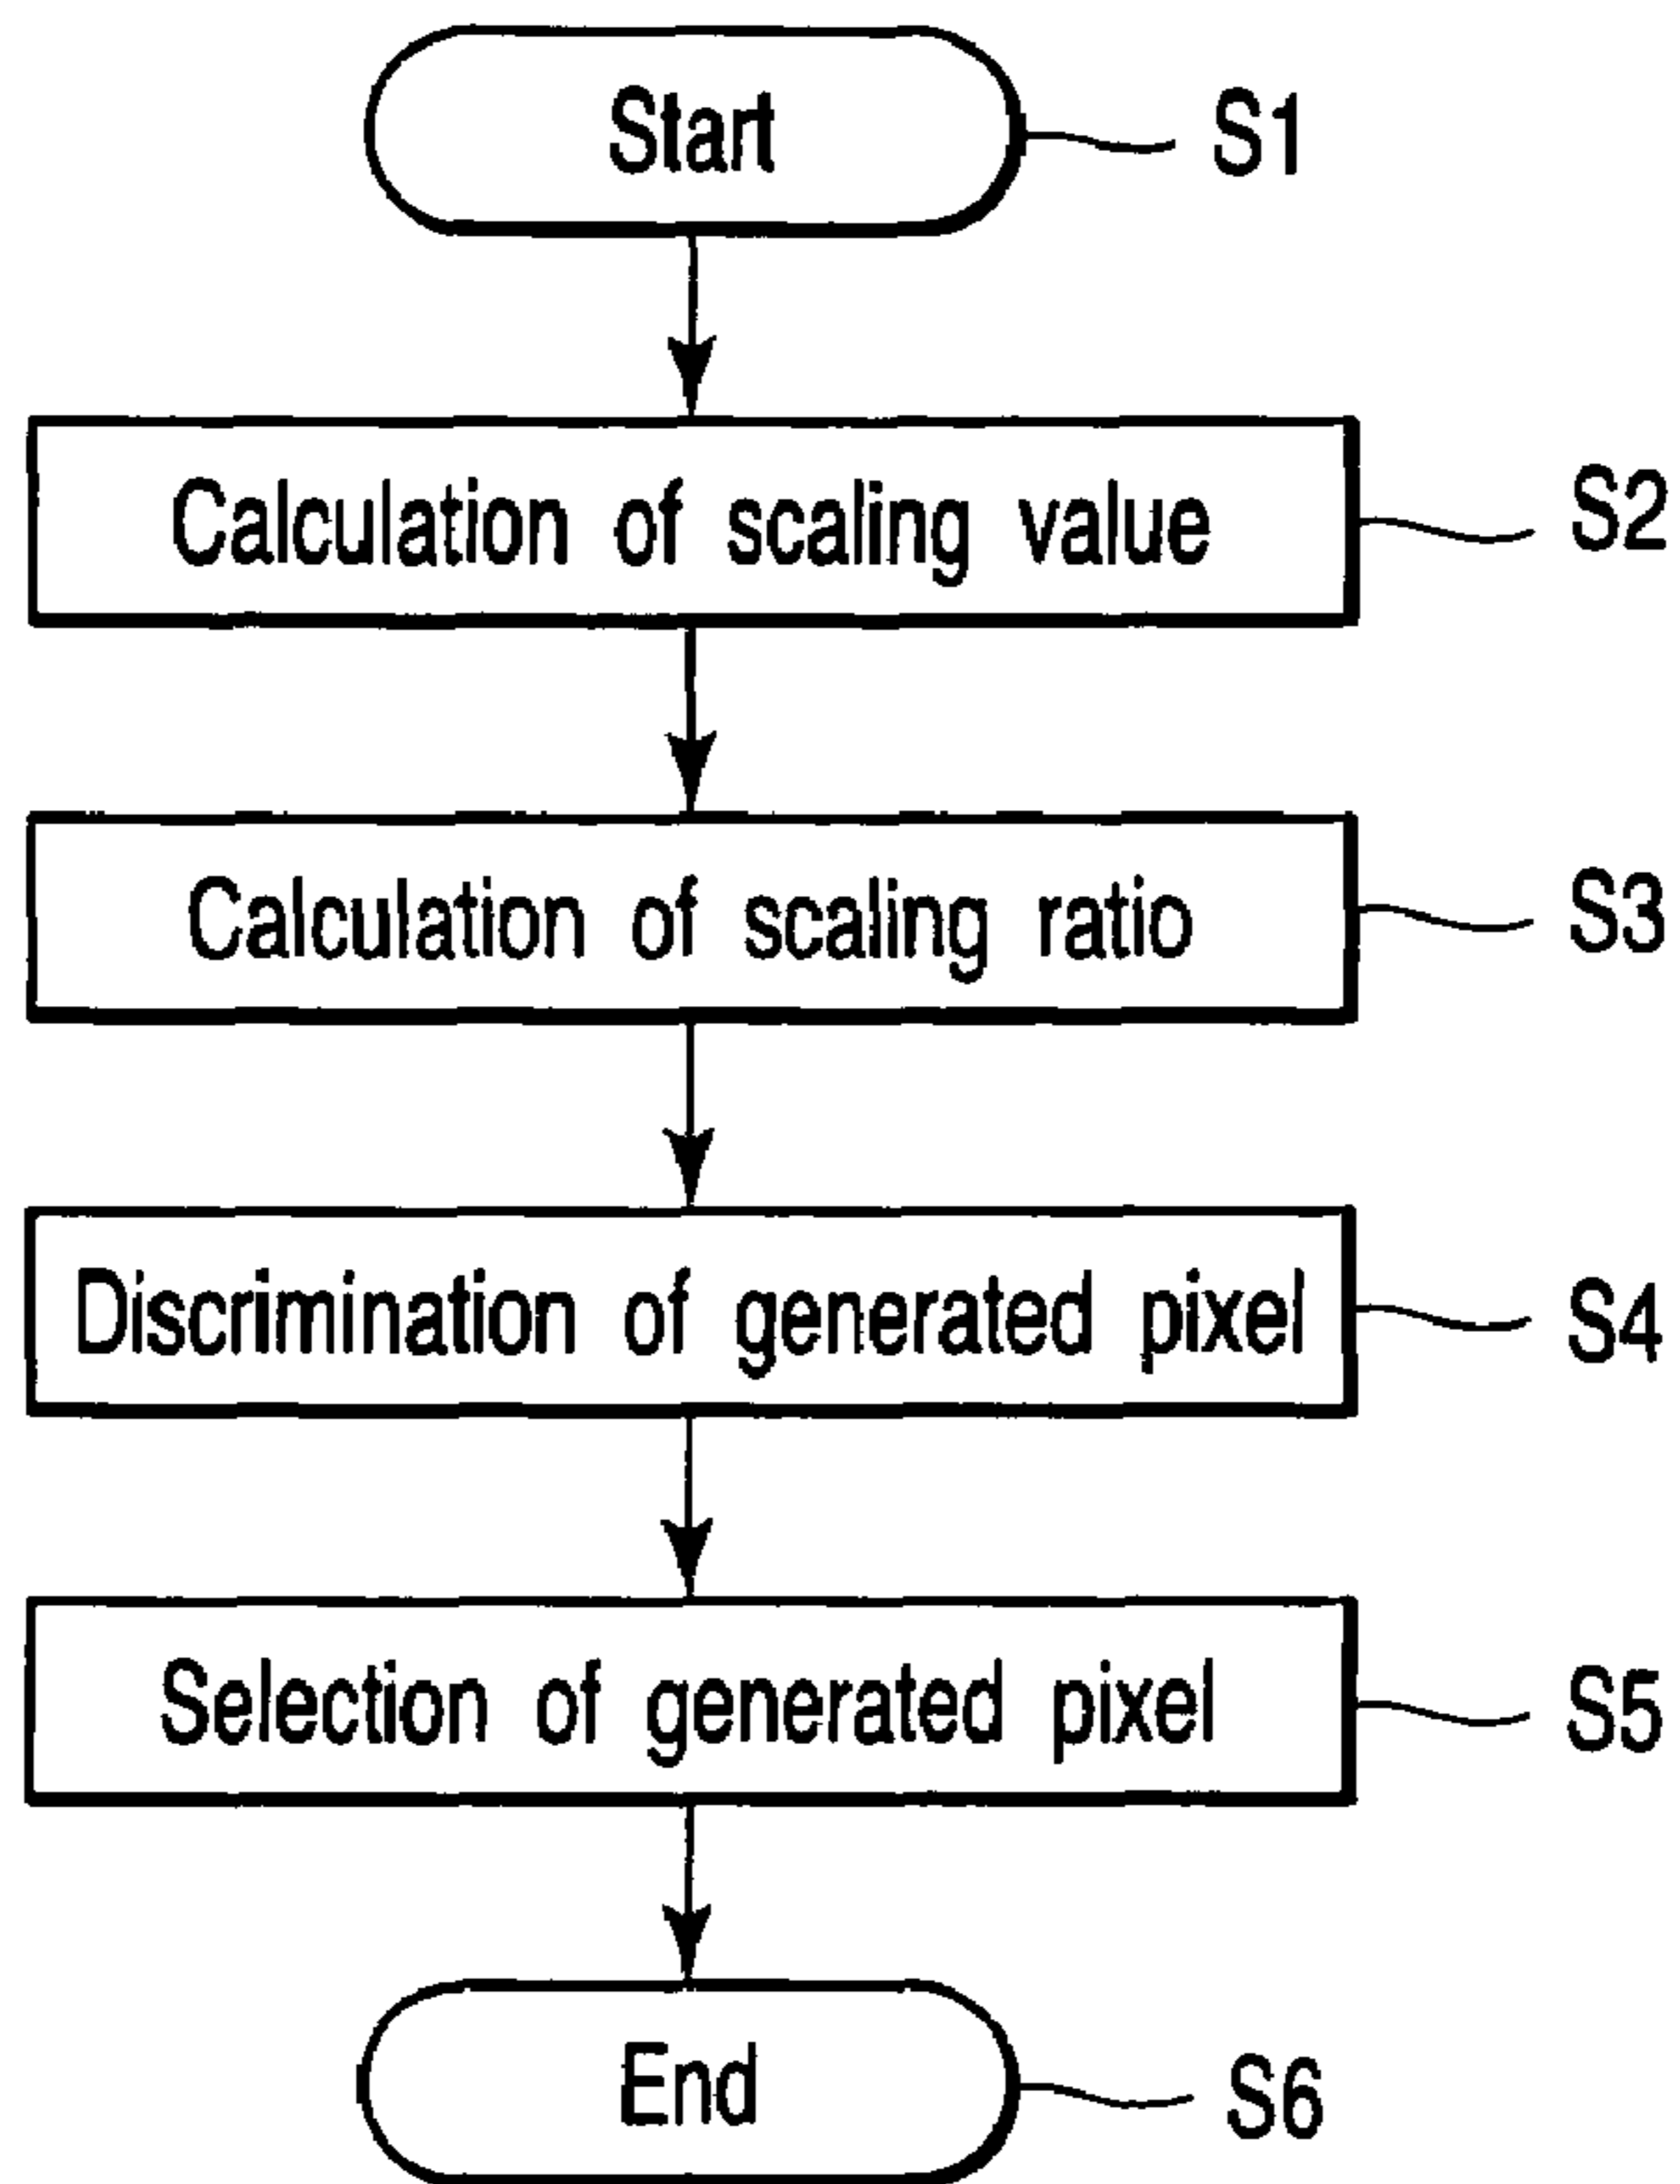 Start S1
Calculation of scaling value S2
Calculation of scaling ratio S3
Discrimination of generated pixel S4
Selection of generated pixel S5
End S6